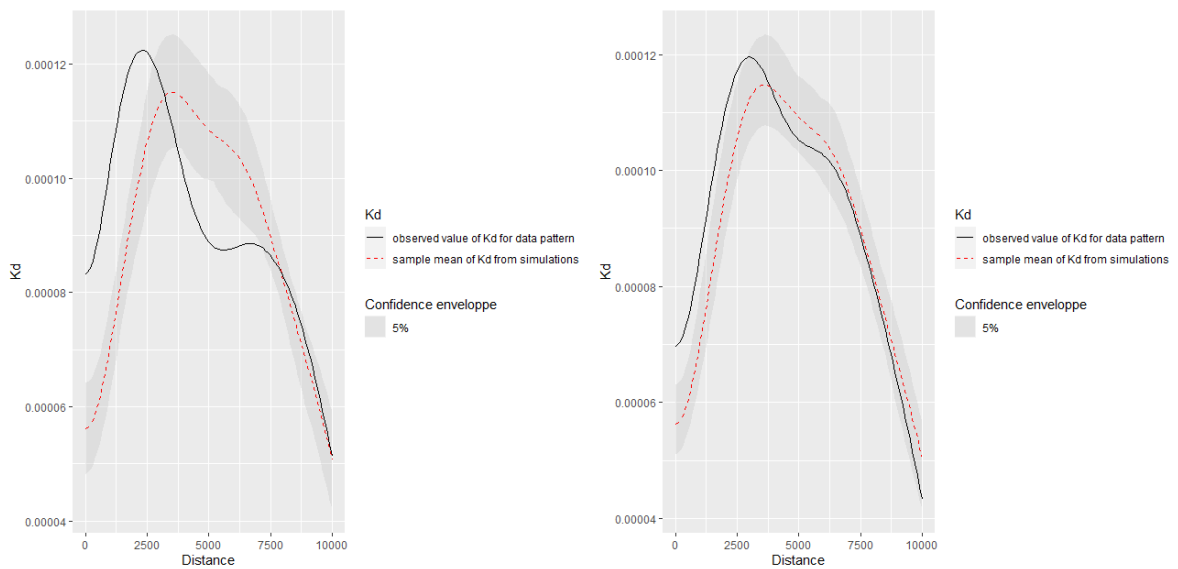 0.00012
0.00010
0.00008
0.00006
0.00004
Kd
0 2500 5000 7500 10000
Distance
Kd
observed value of Kd for data pattern
sample mean of Kd from simulations
Confidence enveloppe
5%
0.00012
0.00010
0.00008
0.00006
0.00004
Kd
0 2500 5000 7500 10000
Distance
Kd
observed value of Kd for data pattern
sample mean of Kd from simulations
Confidence enveloppe
5%